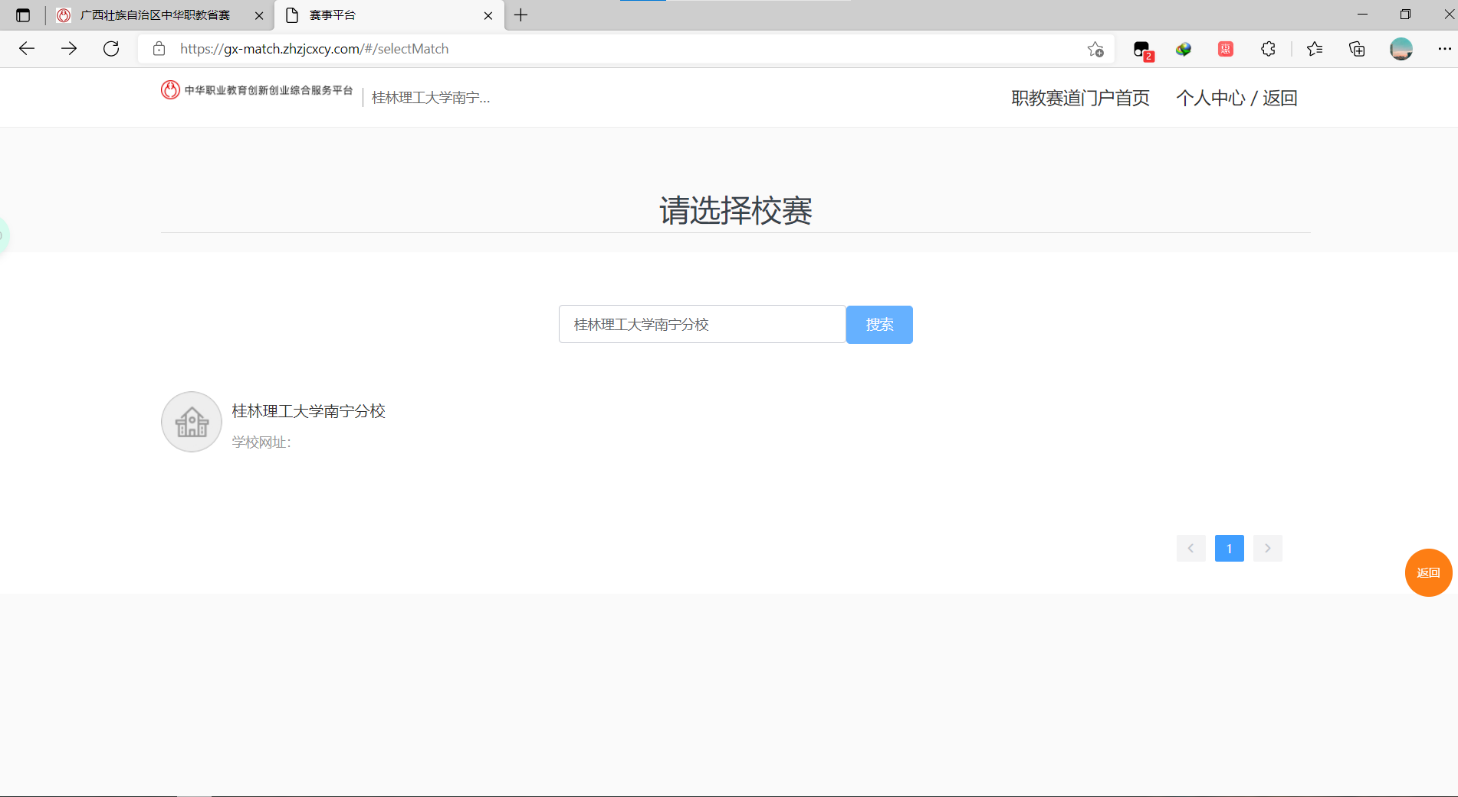 广西壮族自治区中华职教省赛
赛事平台
https://gx-match.zhzjcxcy.com/#/selectMatch
2
中华职业教育创新创业综合服务平台
桂林理工大学南宁...
职教赛道门户首页
个人中心 / 返回
请选择校赛
桂林理工大学南宁分校
搜索
桂林理工大学南宁分校
学校网址:
1
返回